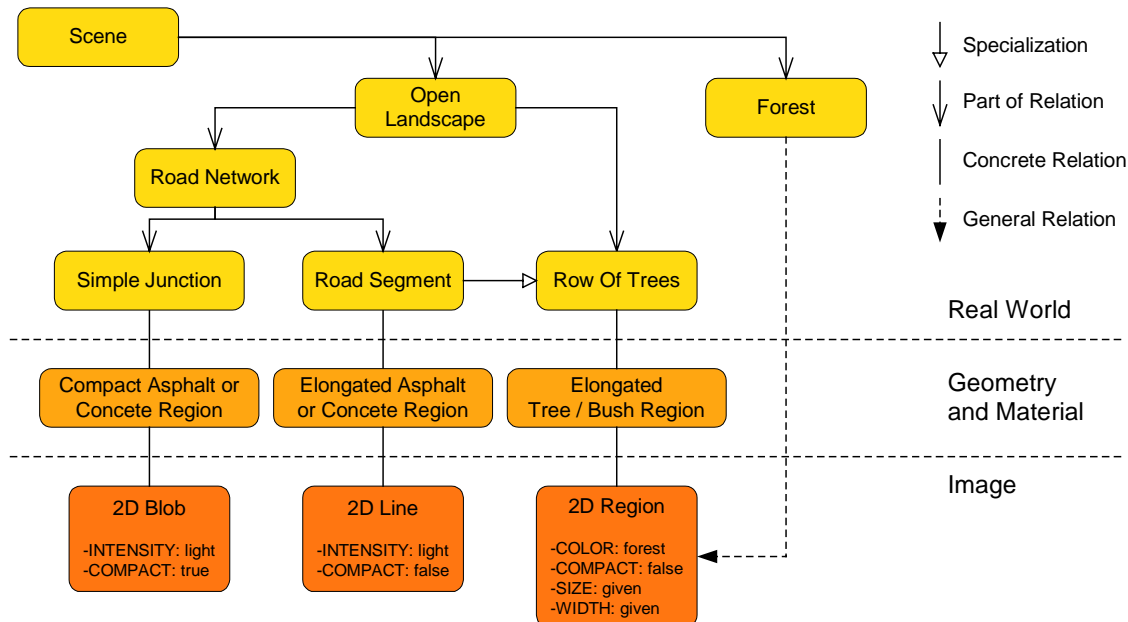 Scene
Specialization
Open
Landscape
Forest
Part of Relation
Road Network
Concrete Relation
General Relation
Simple Junction
Road Segment
Row Of Trees
Real World
Compact Asphalt or
Concete Region
Elongated Asphalt
or Concrete Region
Elongated
Tree / Bush Region
Geometry
and Material
Image
2D Blob
-INTENSITY: light
-COMPACT: true
2D Line
-INTENSITY: light
-COMPACT: false
2D Region
-COLOR: forest
-COMPACT: false
-SIZE: given
-WIDTH: given